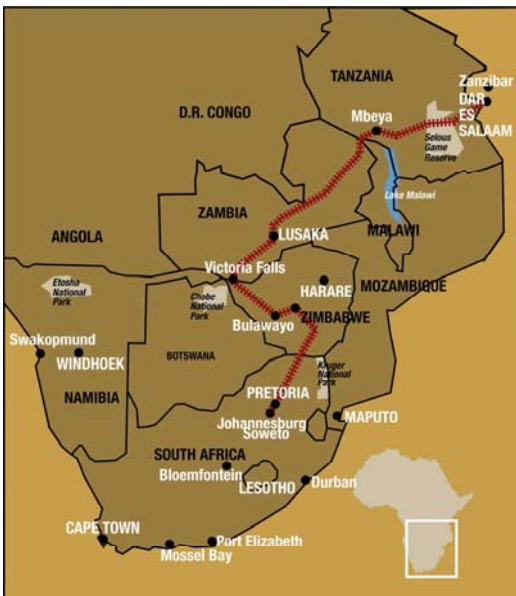 TANZANIA
Zanzibar
DAR
ES
SALAAM
D.R. CONGO
Mbeya
Selous
Game
Reserve
Lake Malawi
ZAMBIA
LUSAKA
MALAWI
ANGOLA
Victoria Falls
MOZAMBIQUE
Etosha
National
Park
Chobe
National
Park
HARARE
Bulawayo
ZIMBABWE
Swakopmund
WINDHOEK
BOTSWANA
Kruger
National
Park
NAMIBIA
PRETORIA
Johannesburg
Soweto
MAPUTO
SOUTH AFRICA
Bloemfontein
LESOTHO
Durban
CAPE TOWN
Port Elizabeth
Mossel Bay